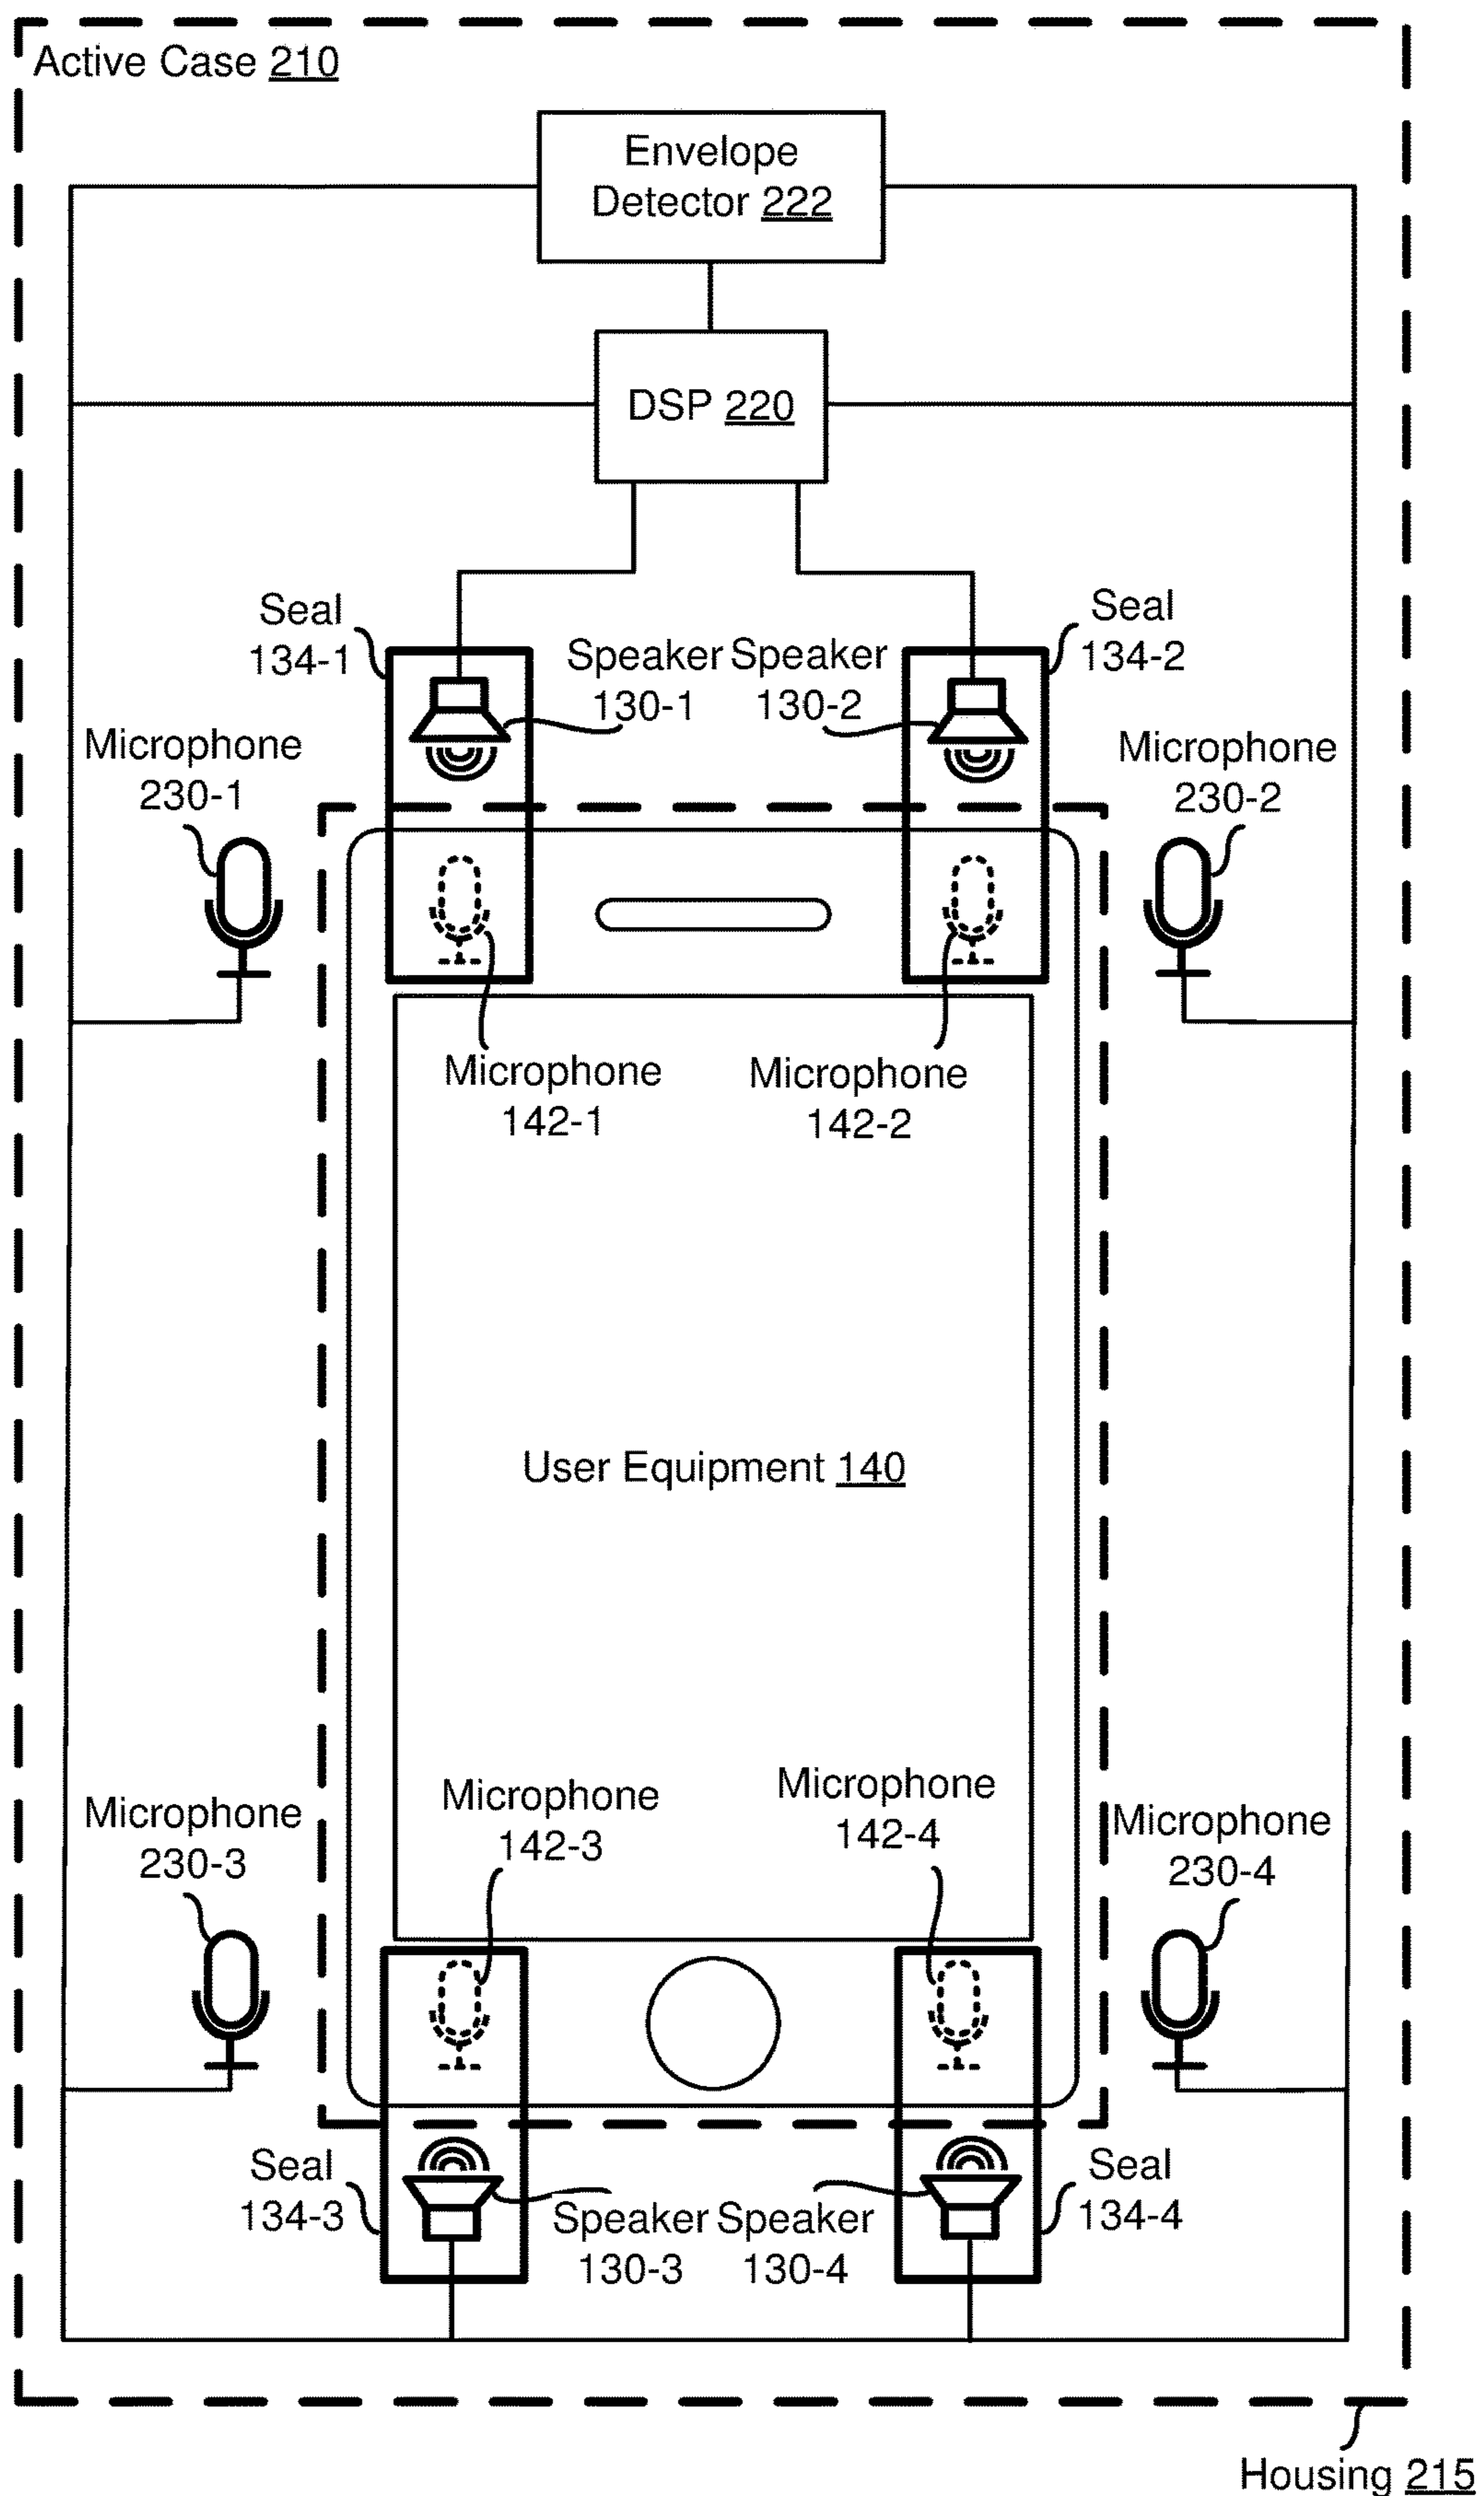 Active Case 210
Envelope
Detector 222
DSP 220
Seal
134-1
Speaker
130-1
Speaker
130-2
Seal
134-2
Microphone
230-1
Microphone
230-2
Microphone
142-1
Microphone
142-2
User Equipment 140
Microphone
142-3
Microphone
142-4
Microphone
230-3
Microphone
230-4
Seal
134-3
Speaker
130-3
Speaker
130-4
Seal
134-4
Housing 215